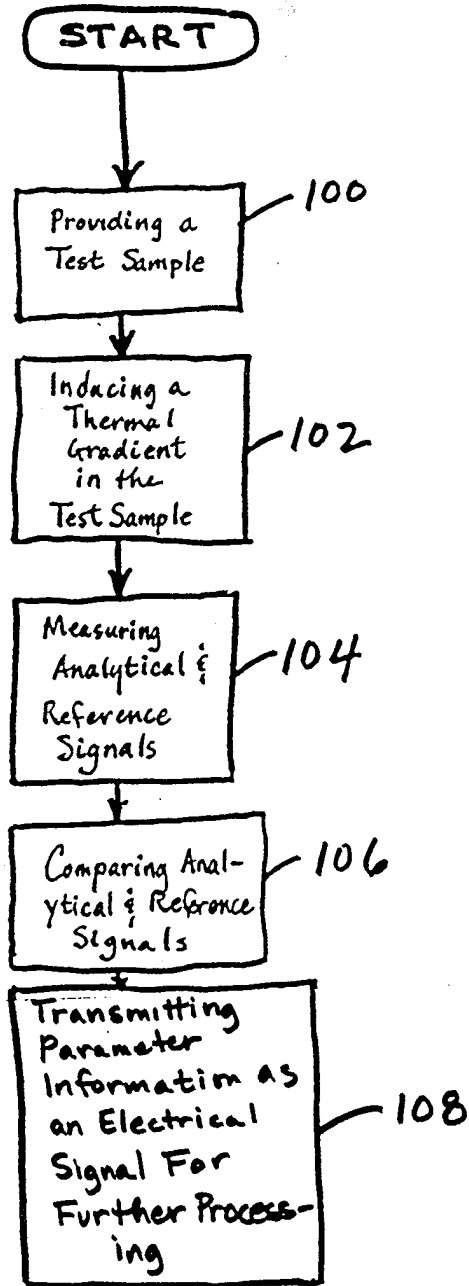 START
100
Providing a
Test Sample
102
Inducing a
Thermal
Gradient
in the
Test Sample
104
Measuring
Analytical &
Reference
Signals
106
Comparing Anal-
ytical & Reference
Signals
108
Transmitting
Parameter
Information as
an Electrical
Signal For
Further Process-
ing